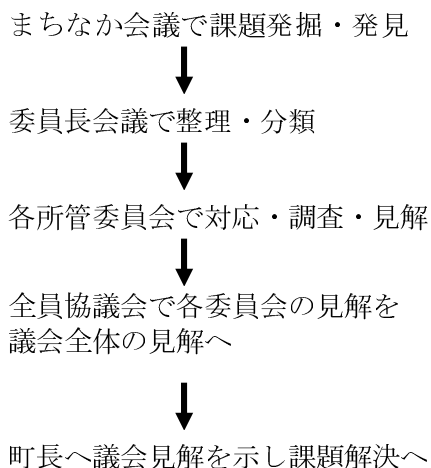 まちなか会議で課題発掘・発見
委員長会議で整理・分類
各所管委員会で対応・調査・見解
全員協議会で各委員会の見解を
議会全体の見解へ
町長へ議会見解を示し課題解決へ